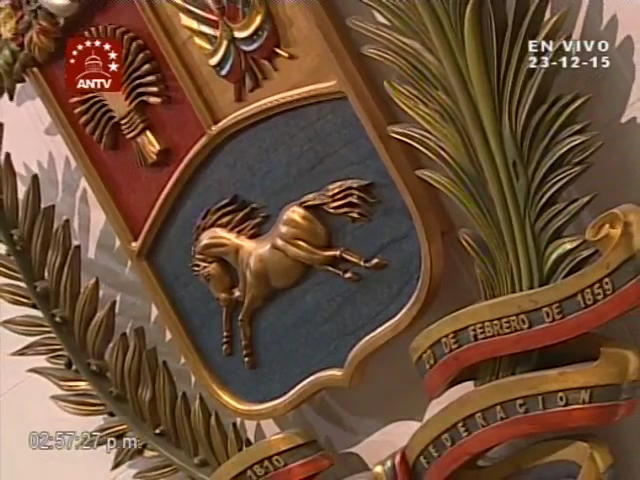 ANTV
EN VIVO
23-12-15
20 DE FEBRERO DE 1859
FEDERACION
1810
02:57:27 p.m.